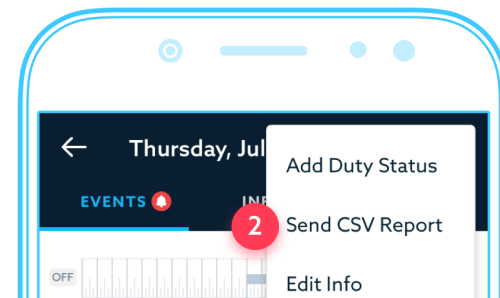 Thursday, Jul
Add Duty Status
EVENTS
2
Send CSV Report
OFF
Edit Info